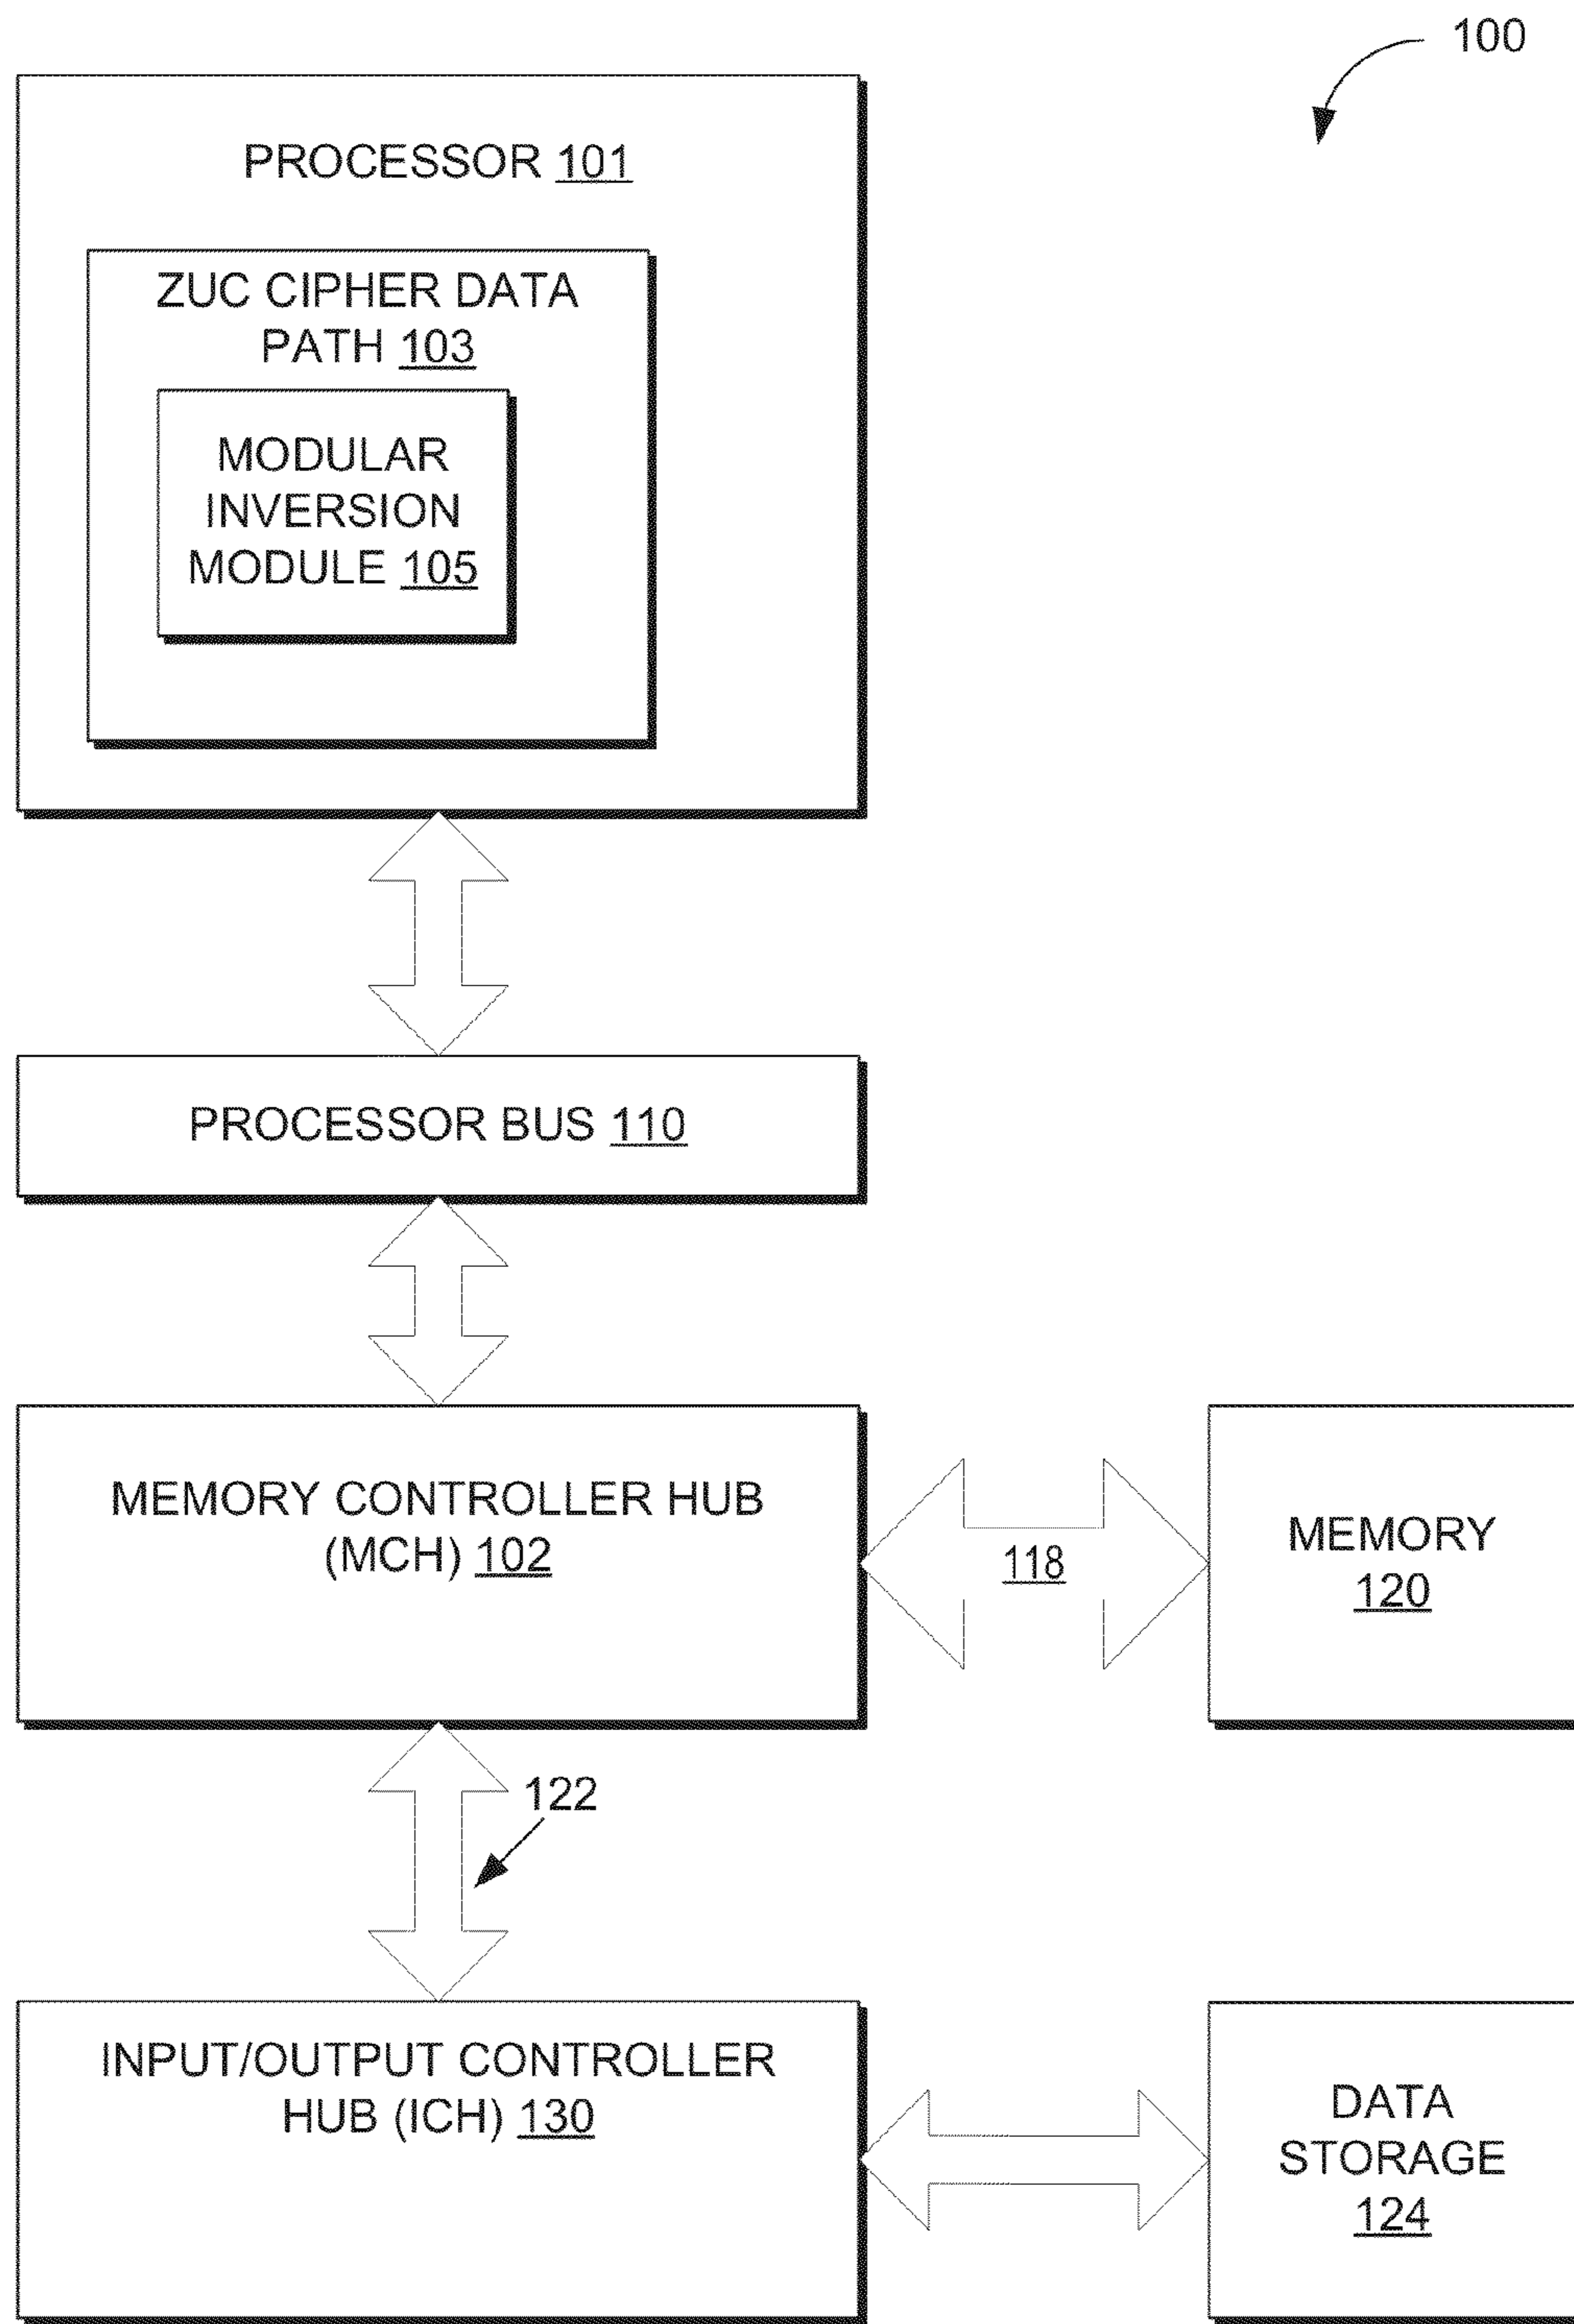 100
PROCESSOR 101
ZUC CIPHER DATA
PATH 103
MODULAR
INVERSION
MODULE 105
PROCESSOR BUS 110
MEMORY CONTROLLER HUB
(MCH) 102
118
MEMORY
120
122
INPUT/OUTPUT CONTROLLER
HUB (ICH) 130
DATA
STORAGE
124